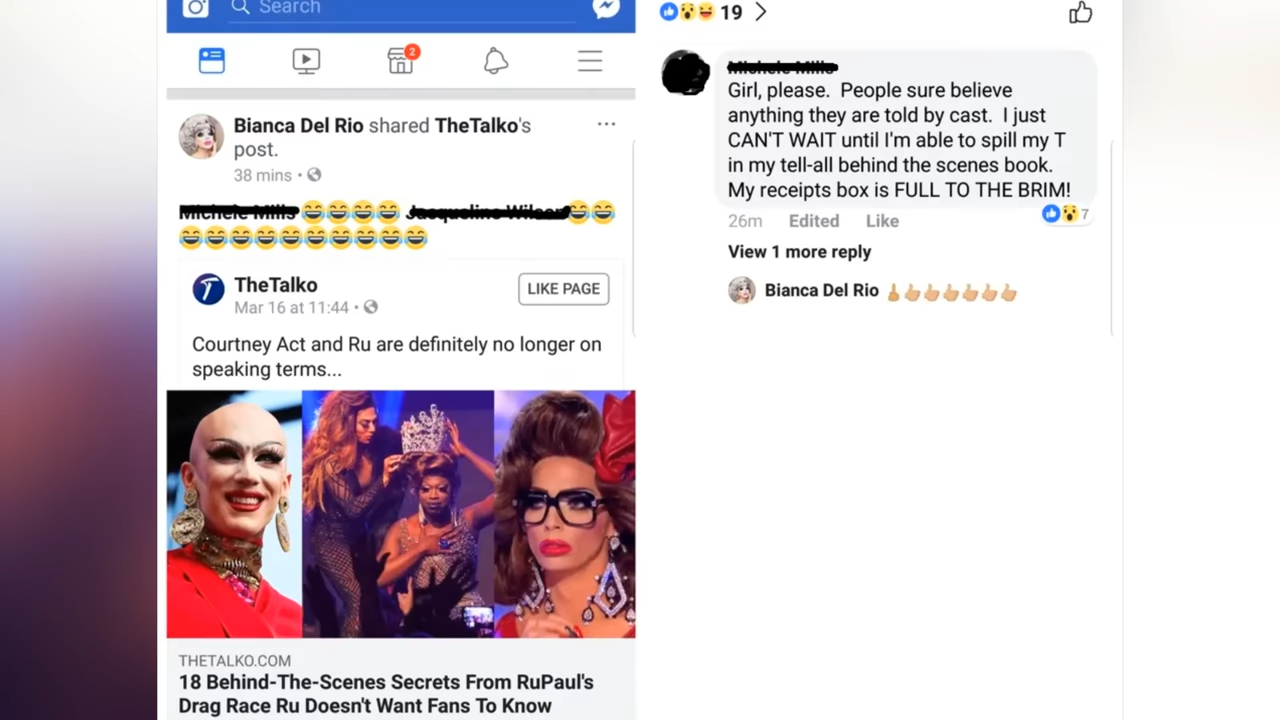 Search
2
Bianca Del Rio shared TheTalko's
post.
38 mins
😂😂😂😂 😂😂
😂😂😂😂😂😂😂😂😂😂
TheTalko
LIKE PAGE
Mar 16 at 11:44
Courtney Act and Ru are definitely no longer on
speaking terms...
THETALKO.COM
18 Behind-The-Scenes Secrets From RuPaul's
Drag Race Ru Doesn't Want Fans To Know
19
Girl, please. People sure believe
anything they are told by cast. I just
CAN'T WAIT until I'm able to spill my T
in my tell-all behind the scenes book.
My receipts box is FULL TO THE BRIM!
26m Edited Like 7
View 1 more reply
Bianca Del Rio 🖕👍👍👍👍👍👍